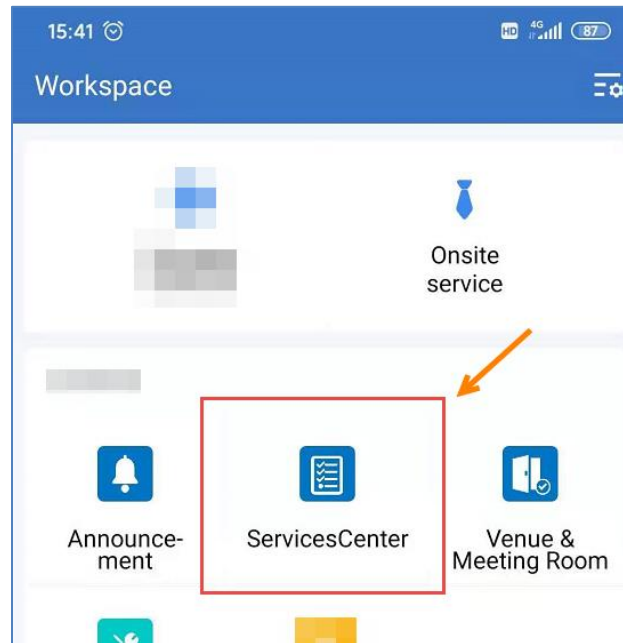 15:41
HD 4G 87
Workspace
Onsite
service
Announce-
ment
ServicesCenter
Venue &
Meeting Room